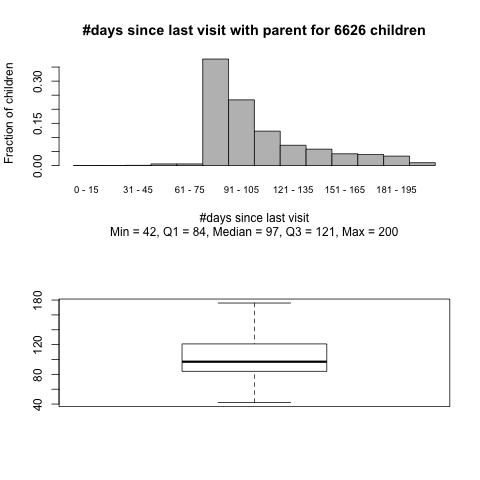 #days since last visit with parent for 6626 children
Fraction of children
0.30
0.15
0.00
0 - 15 31 - 45 61 - 75 91 - 105 121 - 135 151 - 165 181 - 195
#days since last visit
Min = 42, Q1 = 84, Median = 97, Q3 = 121, Max = 200
180
120
80
40